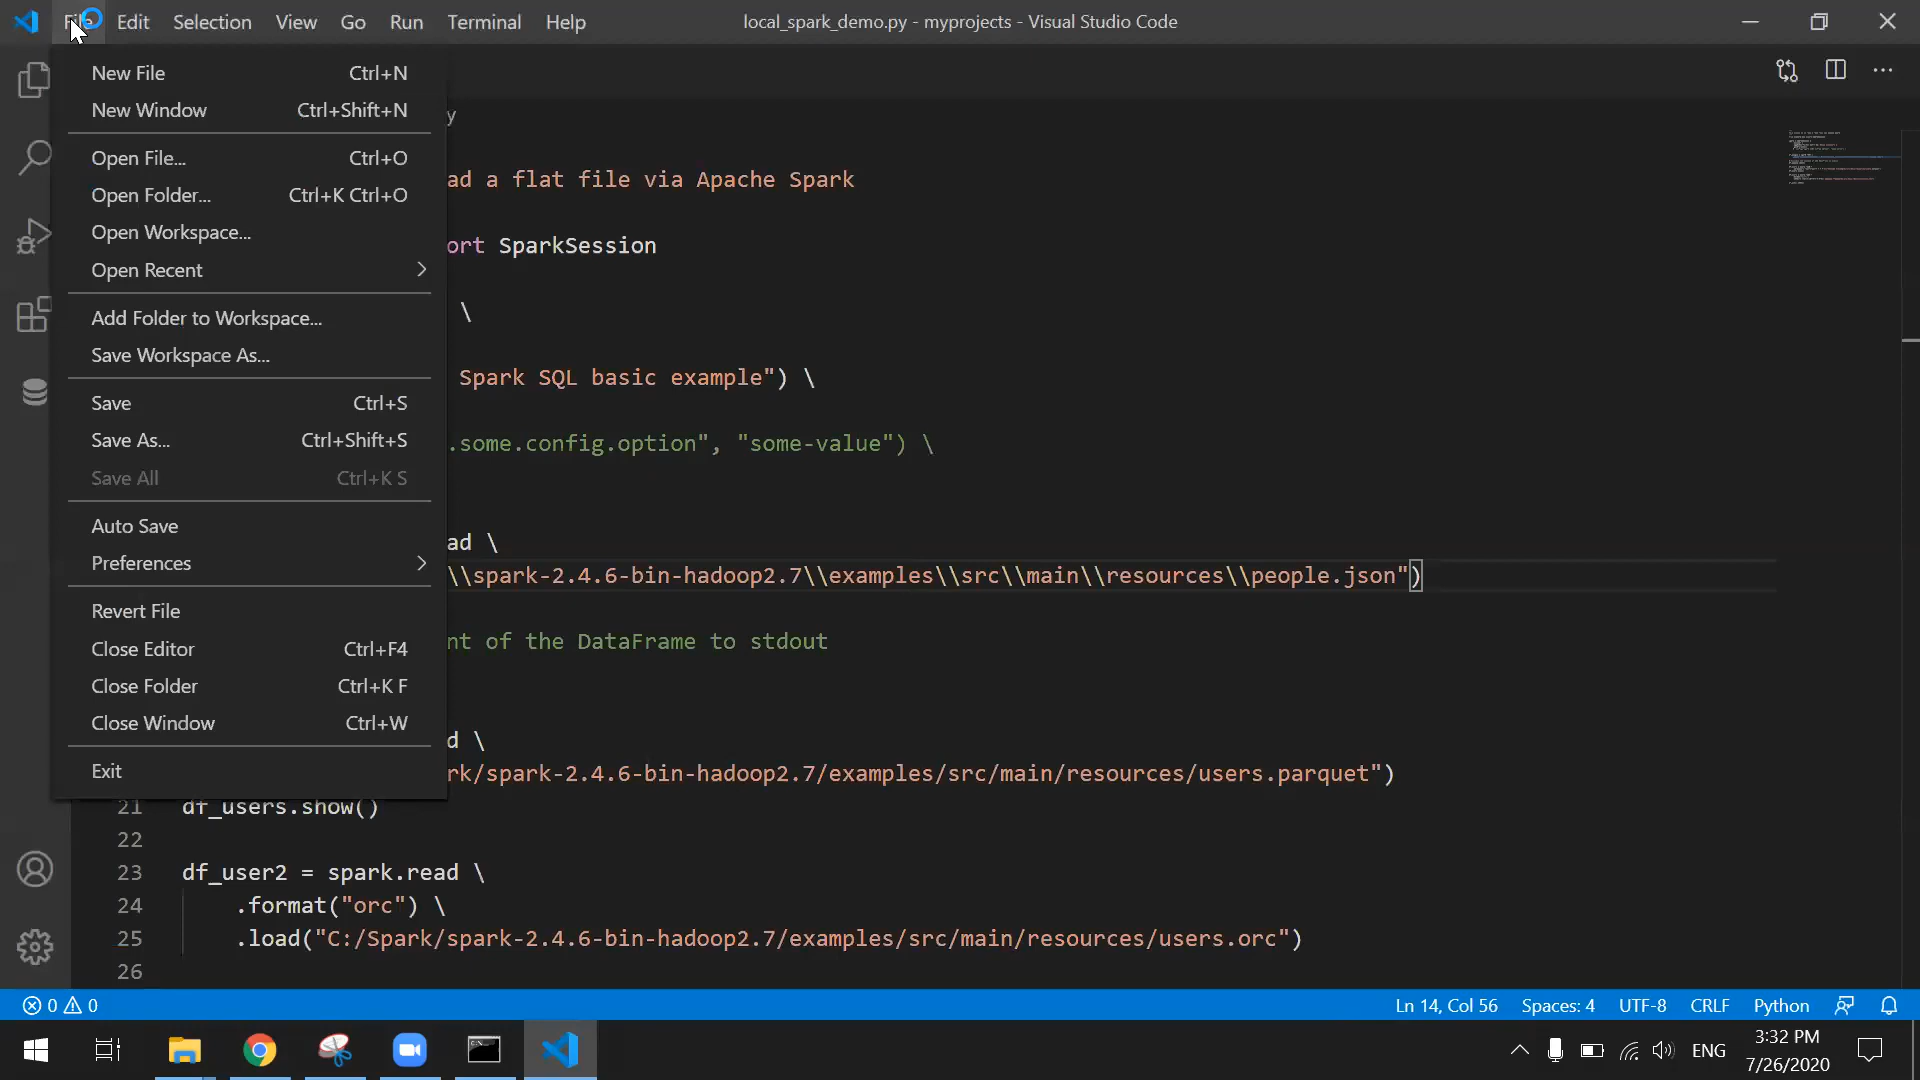 File Edit Selection View Go Run Terminal Help
local_spark_demo.py - myprojects - Visual Studio Code
New File Ctrl+N
New Window Ctrl+Shift+N
Open File... Ctrl+O
Open Folder... Ctrl+K Ctrl+O
Open Workspace...
Open Recent
Add Folder to Workspace...
Save Workspace As...
Save Ctrl+S
Save As... Ctrl+Shift+S
Save All Ctrl+K S
Auto Save
Preferences
Revert File
Close Editor Ctrl+F4
Close Folder Ctrl+K F
Close Window Ctrl+W
Exit
y
ad a flat file via Apache Spark
ort SparkSession
\
Spark SQL basic example") \
.some.config.option", "some-value") \
ad \
\\spark-2.4.6-bin-hadoop2.7\\examples\\src\\main\\resources\\people.json")
nt of the DataFrame to stdout
d \
rk/spark-2.4.6-bin-hadoop2.7/examples/src/main/resources/users.parquet")
21 df_users.show()
22
23 df_user2 = spark.read \
24 .format("orc") \
25 .load("C:/Spark/spark-2.4.6-bin-hadoop2.7/examples/src/main/resources/users.orc")
26
0 0 Ln 14, Col 56 Spaces: 4 UTF-8 CRLF Python
ENG
3:32 PM
7/26/2020